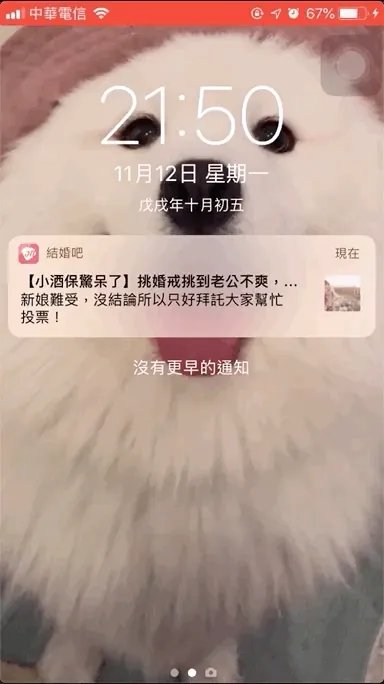 中華電信 67%
21:50
11月12日 星期一
戊戌年十月初五
結婚吧 現在
【小酒保驚呆了】挑婚戒挑到老公不爽，...
新娘難受，沒結論所以只好拜託大家幫忙
投票！
沒有更早的通知